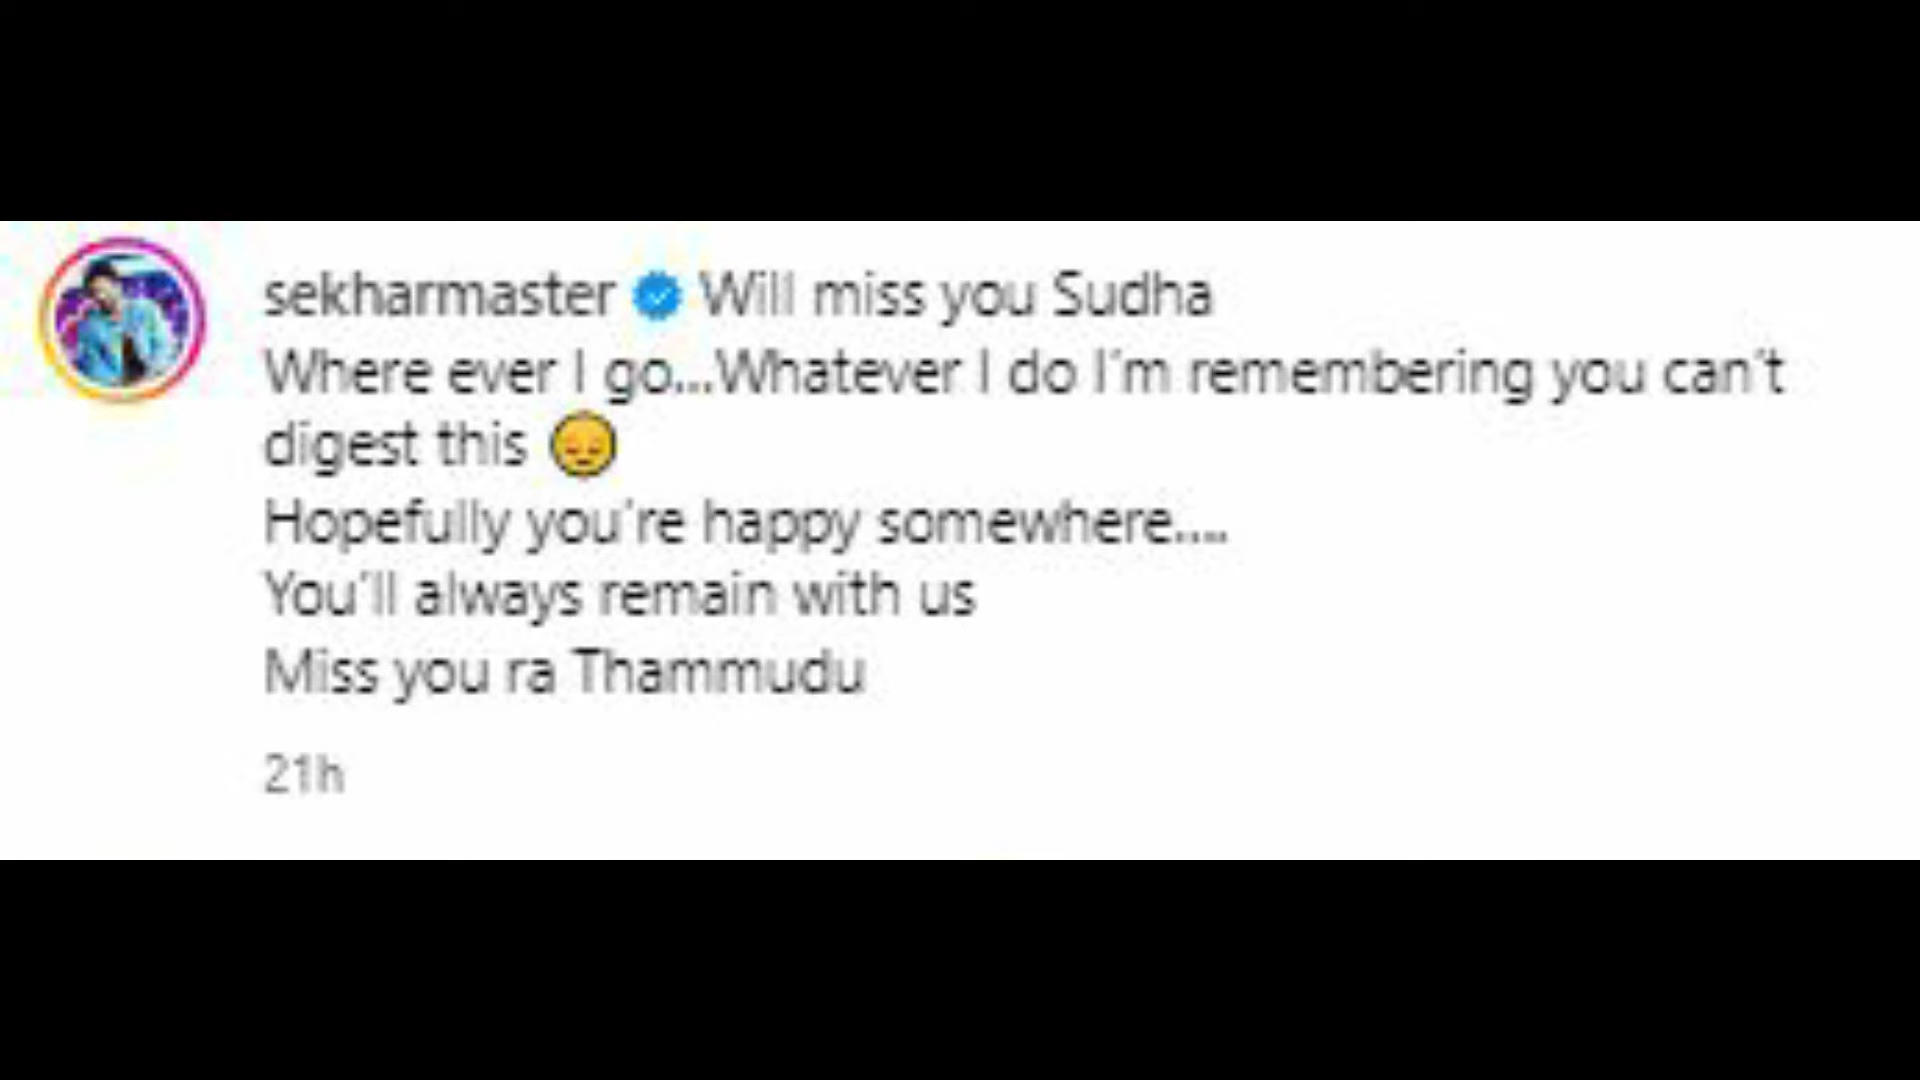 sekharmaster Will miss you Sudha
Where ever I go...Whatever I do I'm remembering you can't
digest this 😞
Hopefully you're happy somewhere....
You'll always remain with us
Miss you ra Thammudu
21h